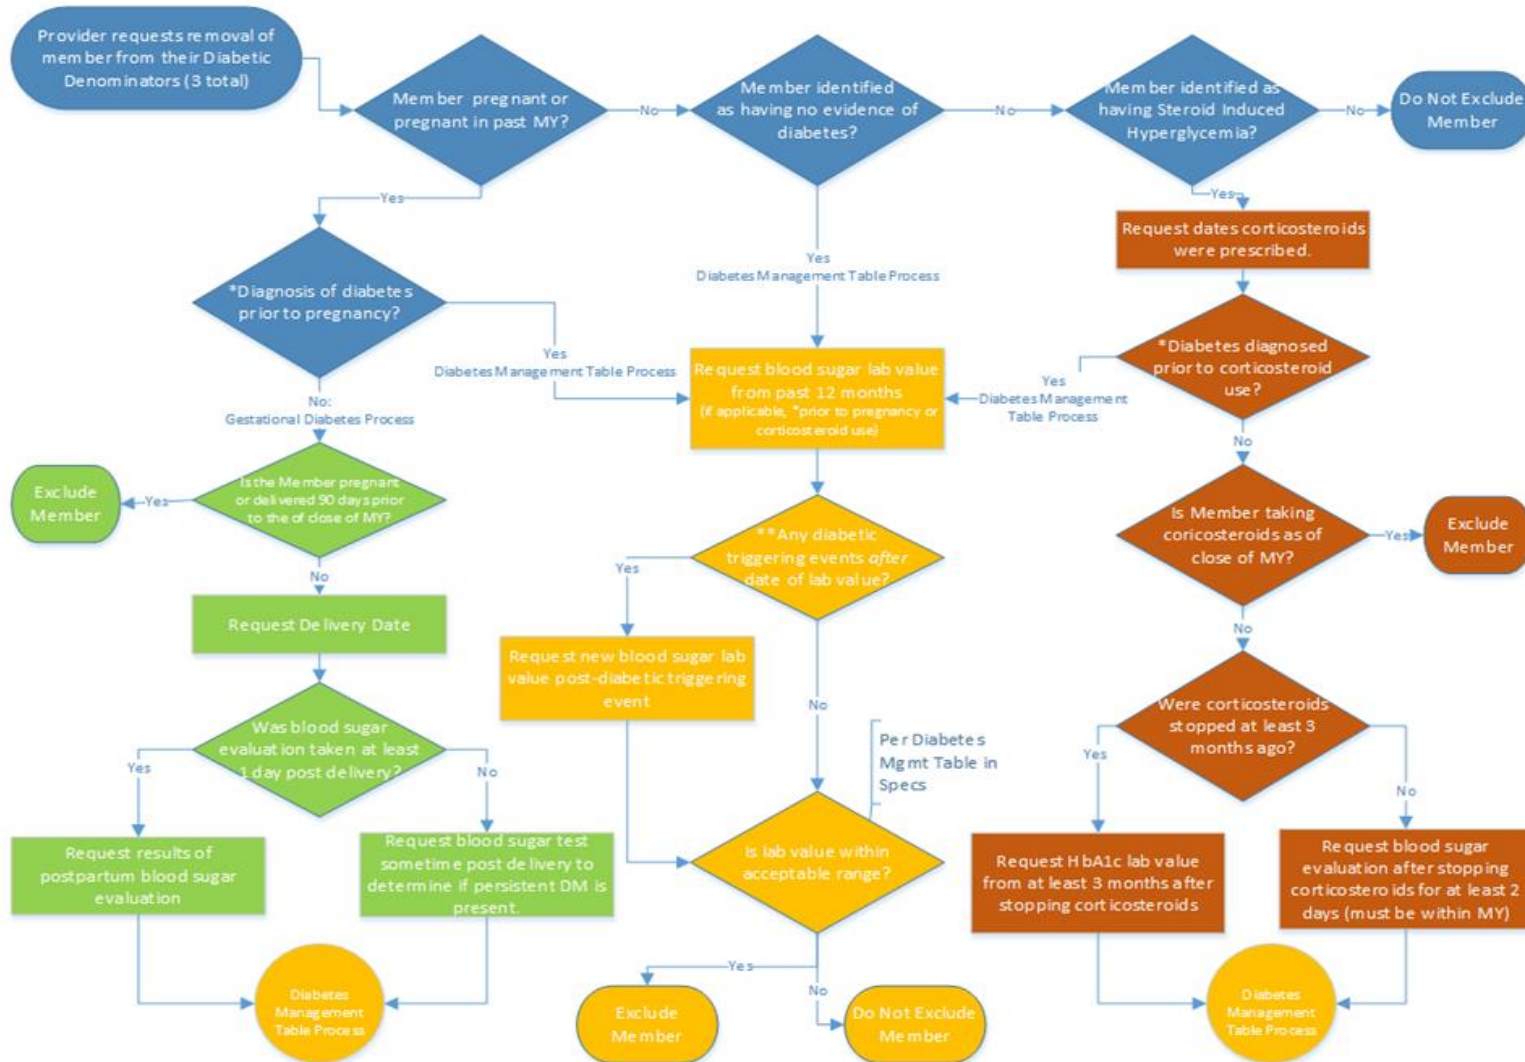 Provider requests removal of
member from their Diabetic
Denominators (3 total)
Member pregnant or
pregnant in past MY?
No
Member identified
as having no evidence of
diabetes?
No
Member identified as
having Steroid Induced
Hyperglycemia?
No
Do Not Exclude
Member
Yes
Yes
Diabetes Management Table Process
Yes
Request dates corticosteroids
were prescribed.
*Diagnosis of diabetes
prior to pregnancy?
Yes
Diabetes Management Table Process
Request blood sugar lab value
from past 12 months
(if applicable, *prior to pregnancy or
corticosteroid use)
Yes
Diabetes Management
Table Process
*Diabetes diagnosed
prior to corticosteroid
use?
No:
Gestational Diabetes Process
No
Exclude
Member
Yes
Is the Member pregnant
or delivered 90 days prior
to the of close of MY?
**Any diabetic
triggering events after
date of lab value?
Is Member taking
coricosteroids as of
close of MY?
Yes
Exclude
Member
No
Yes
No
Request Delivery Date
Request new blood sugar lab
value post-diabetic triggering
event
No
Was blood sugar
evaluation taken at least
1 day post delivery?
Yes
No
Per Diabetes
Mgmt Table in
Specs
Were corticosteroids
stopped at least 3
months ago?
Yes
No
Request results of
postpartum blood sugar
evaluation
Request blood sugar test
sometime post delivery to
determine if persistent DM is
present.
Is lab value within
acceptable range?
Request HbA1c lab value
from at least 3 months after
stopping corticosteroids
Request blood sugar
evaluation after stopping
corticosteroids for at least 2
days (must be within MY)
Yes
No
Diabetes
Management
Table Process
Exclude
Member
Do Not Exclude
Member
Diabetes
Management
Table Process